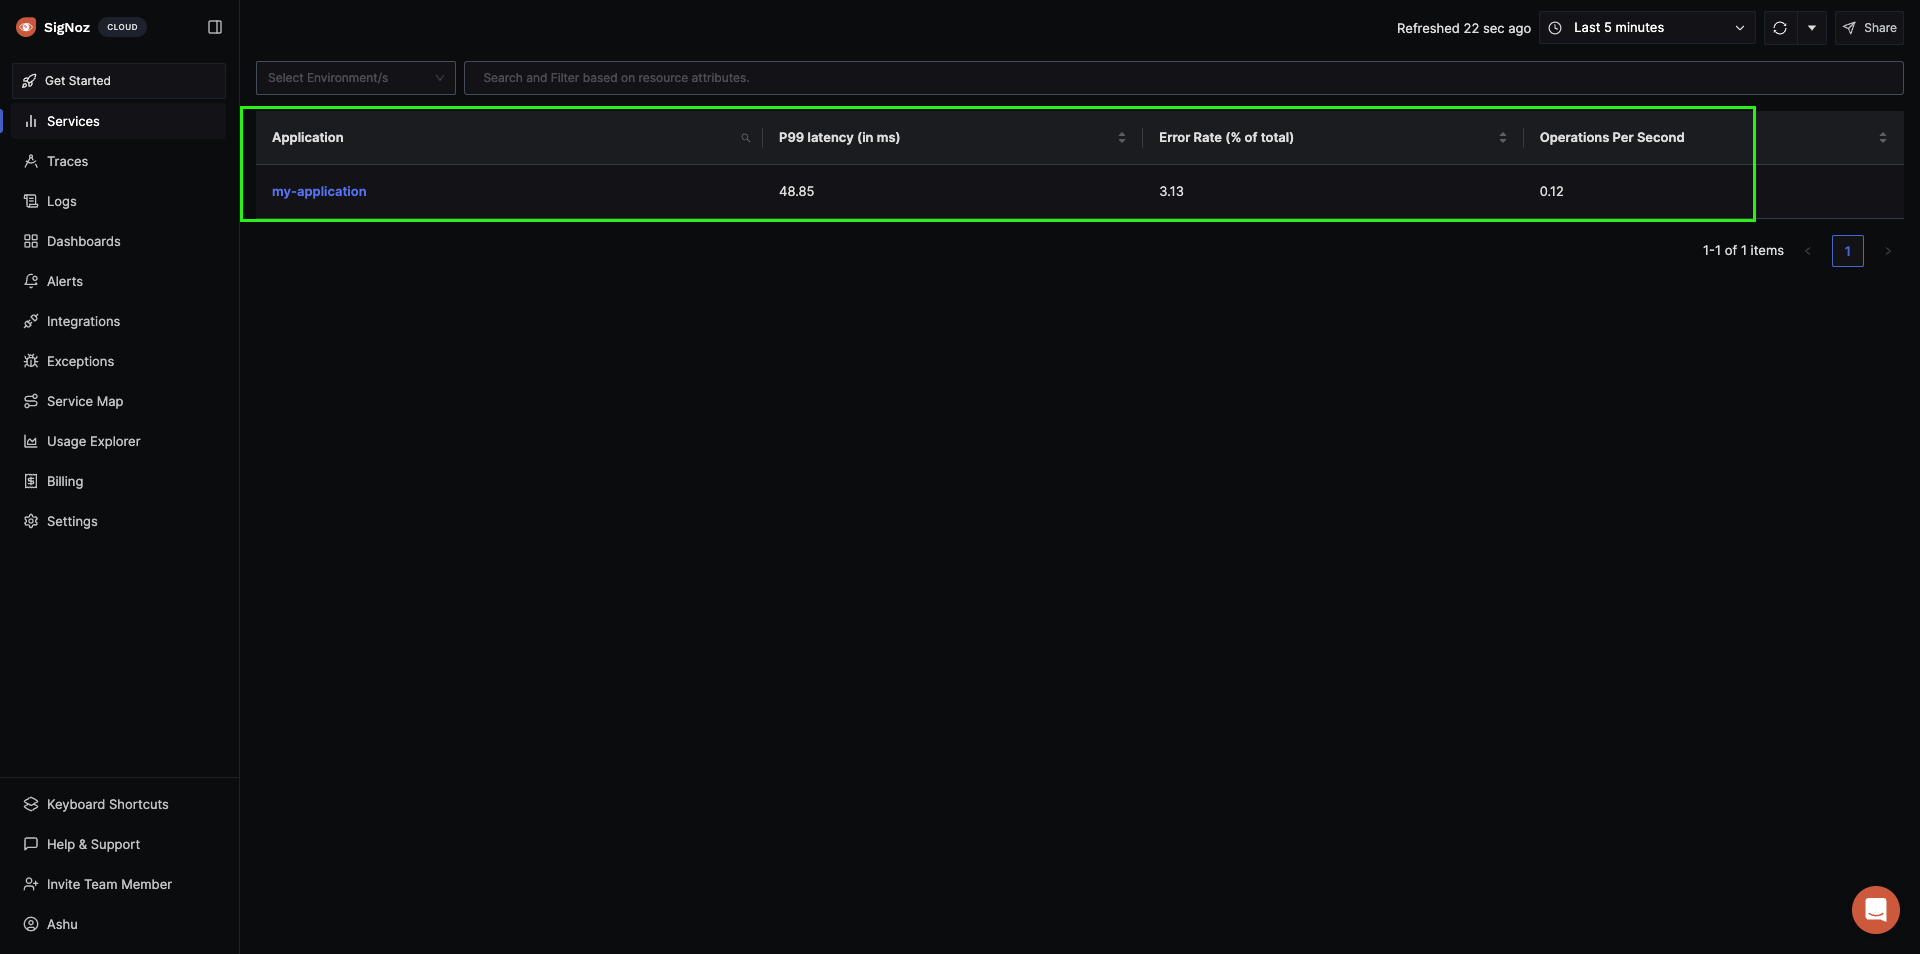 SigNoz CLOUD
Refreshed 22 sec ago Last 5 minutes Share
Get Started
Select Environment/s Search and Filter based on resource attributes.
Services
Application P99 latency (in ms) Error Rate (% of total) Operations Per Second
Traces
my-application 48.85 3.13 0.12
Logs
Dashboards
1-1 of 1 items < 1 >
Alerts
Integrations
Exceptions
Service Map
Usage Explorer
Billing
Settings
Keyboard Shortcuts
Help & Support
Invite Team Member
Ashu